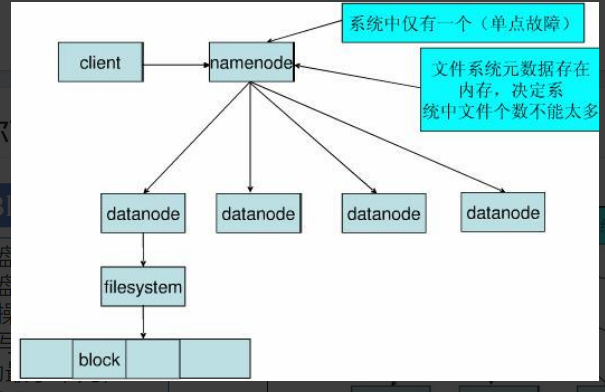 系统中仅有一个（单点故障）
client
namenode
文件系统元数据存在
内存，决定系
统中文件个数不能太多
datanode
datanode
datanode
datanode
filesystem
block